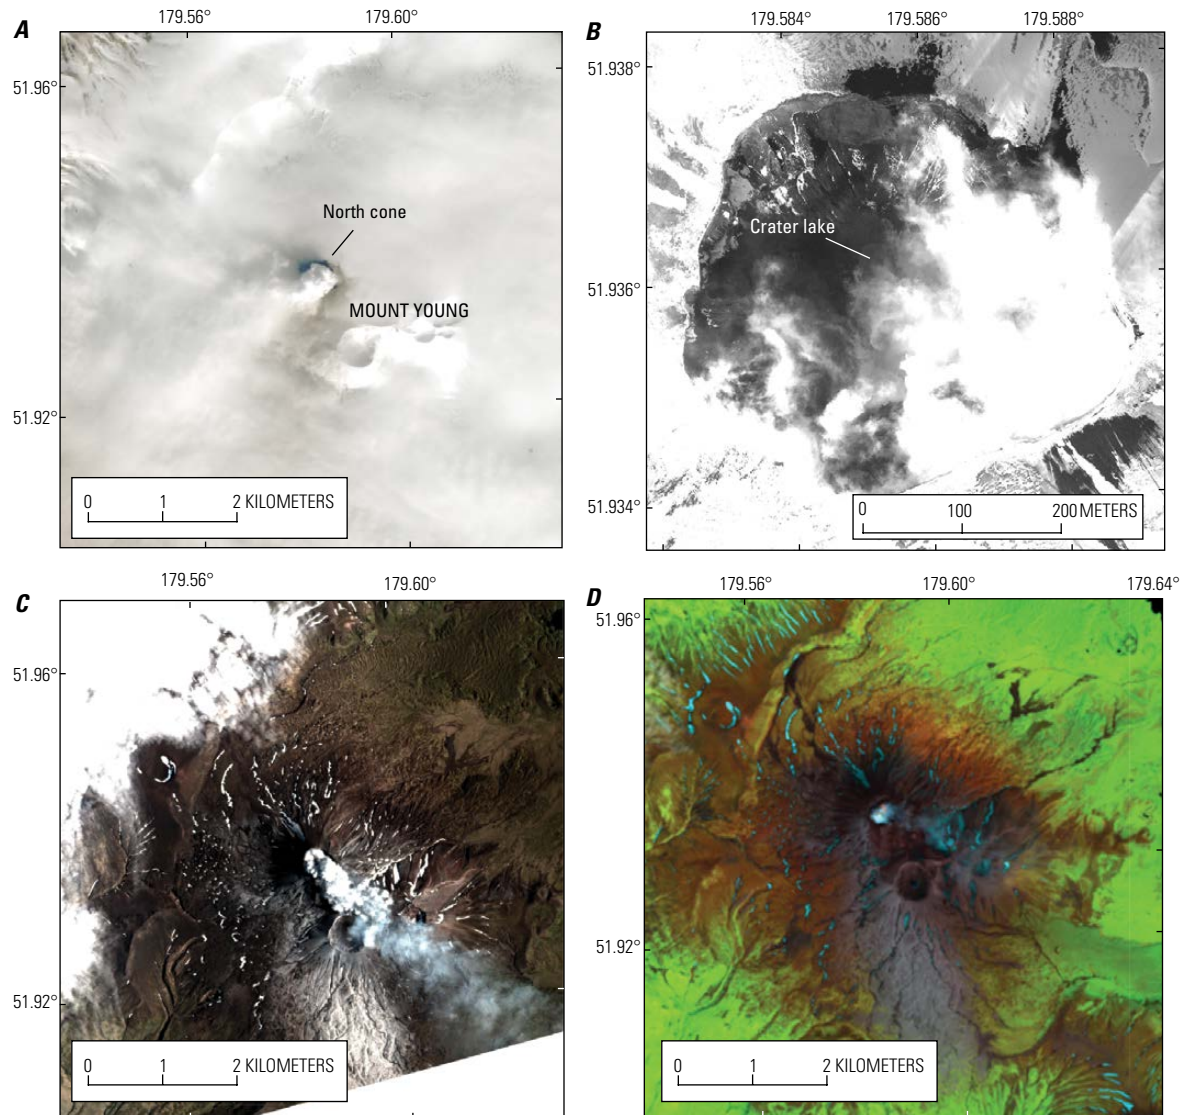 A
179.56°
179.60°
51.96°
North cone
MOUNT YOUNG
51.92°
0
1
2 KILOMETERS
B
179.584°
179.586°
179.588°
51.938°
Crater lake
51.936°
51.934°
0
100
200 METERS
C
179.56°
179.60°
51.96°
51.92°
0
1
2 KILOMETERS
D
179.56°
179.60°
179.64°
51.96°
51.92°
0
1
2 KILOMETERS